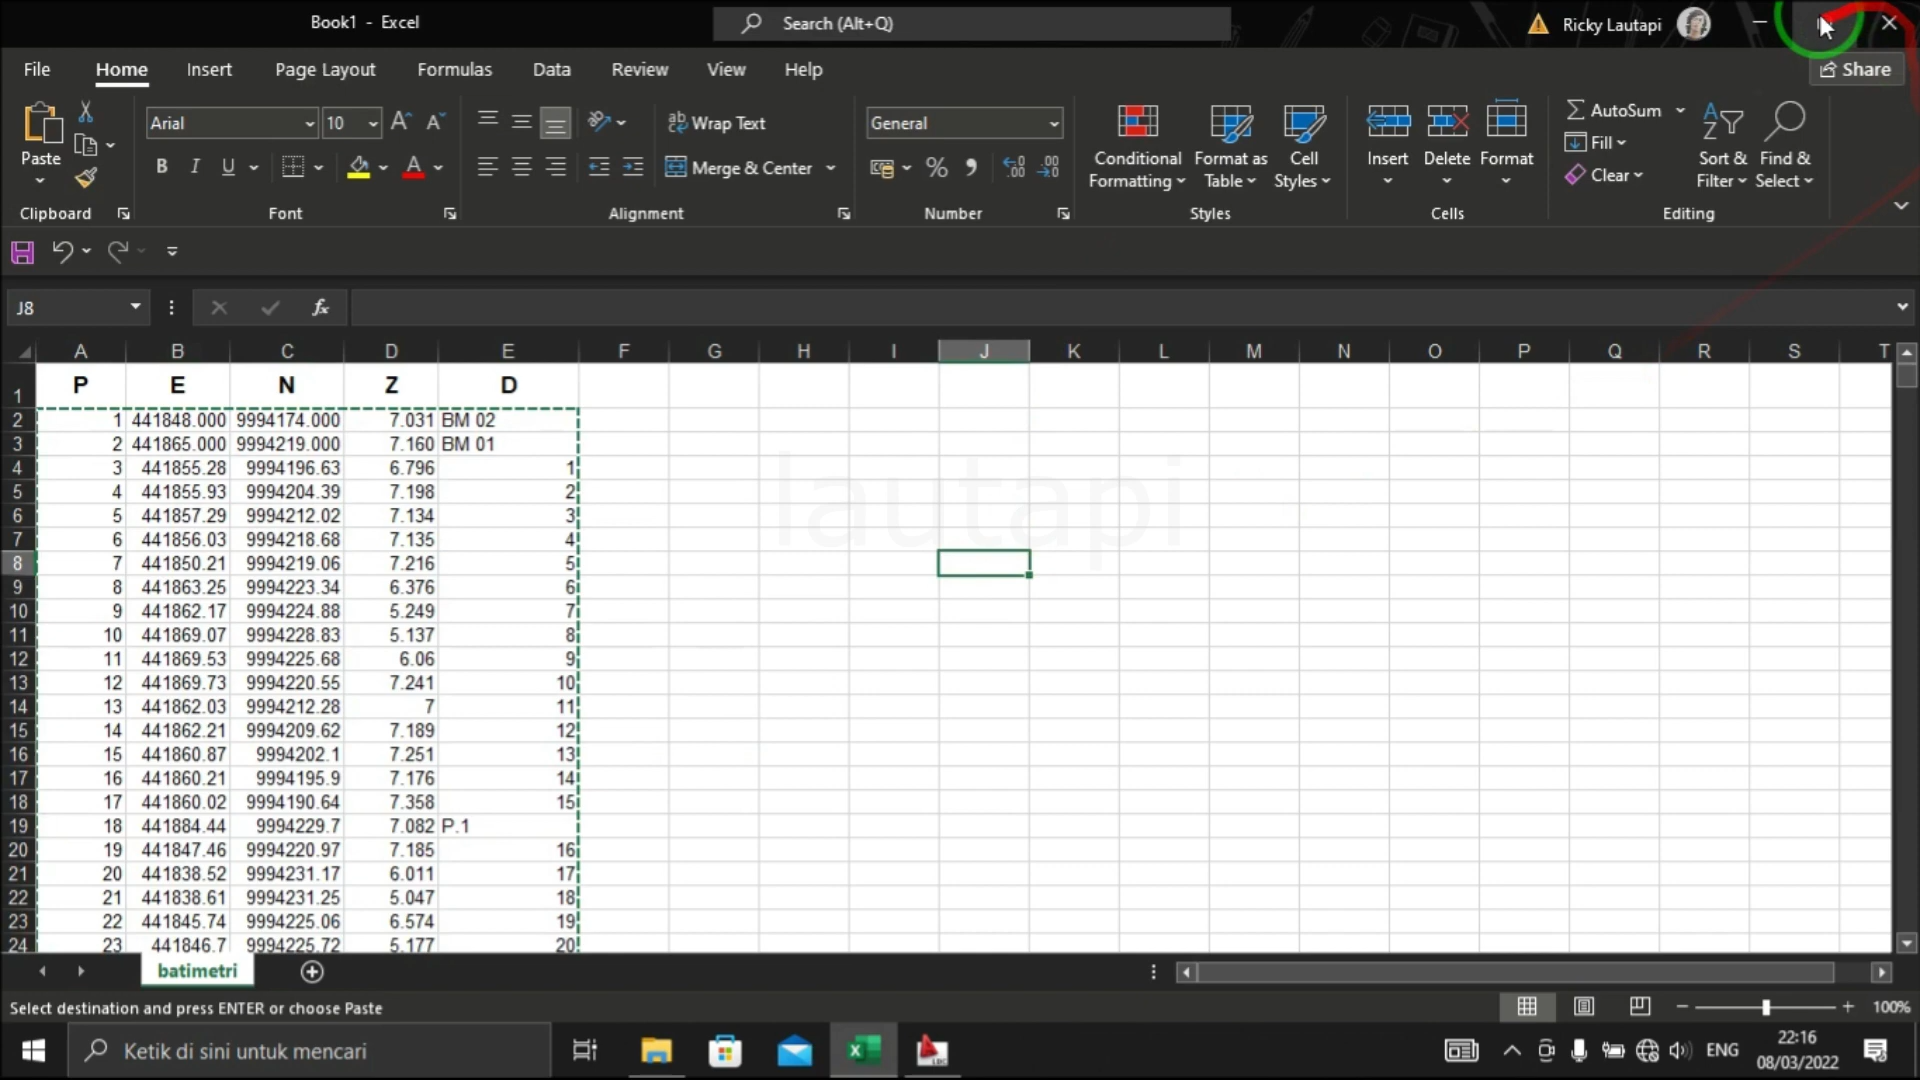 Book1 - Excel
Search (Alt+Q)
Ricky Lautapi
File Home Insert Page Layout Formulas Data Review View Help
Share
Arial 10 Wrap Text General AutoSum
Paste Fill
B I U Merge & Center % Conditional Formatting Format as Table Cell Styles Insert Delete Format Clear Sort & Filter Find & Select
Clipboard Font Alignment Number Styles Cells Editing
J8 fx
A B C D E F G H I J K L M N O P Q R S T
1 P E N Z D
2 1 441848.000 9994174.000 7.031 BM 02
3 2 441865.000 9994219.000 7.160 BM 01
4 3 441855.28 9994196.63 6.796 1
5 4 441855.93 9994204.39 7.198 2
6 5 441857.29 9994212.02 7.134 3
7 6 441856.03 9994218.68 7.135 4
8 7 441850.21 9994219.06 7.216 5
9 8 441863.25 9994223.34 6.376 6
10 9 441862.17 9994224.88 5.249 7
11 10 441869.07 9994228.83 5.137 8
12 11 441869.53 9994225.68 6.06 9
13 12 441869.73 9994220.55 7.241 10
14 13 441862.03 9994212.28 7 11
15 14 441862.21 9994209.62 7.189 12
16 15 441860.87 9994202.1 7.251 13
17 16 441860.21 9994195.9 7.176 14
18 17 441860.02 9994190.64 7.358 15
19 18 441884.44 9994229.7 7.082 P.1
20 19 441847.46 9994220.97 7.185 16
21 20 441838.52 9994231.17 6.011 17
22 21 441838.61 9994231.25 5.047 18
23 22 441845.74 9994225.06 6.574 19
24 23 441846.7 9994225.72 5.177 20
lautapi
batimetri
Select destination and press ENTER or choose Paste
100%
Ketik di sini untuk mencari
ENG
22:16
08/03/2022